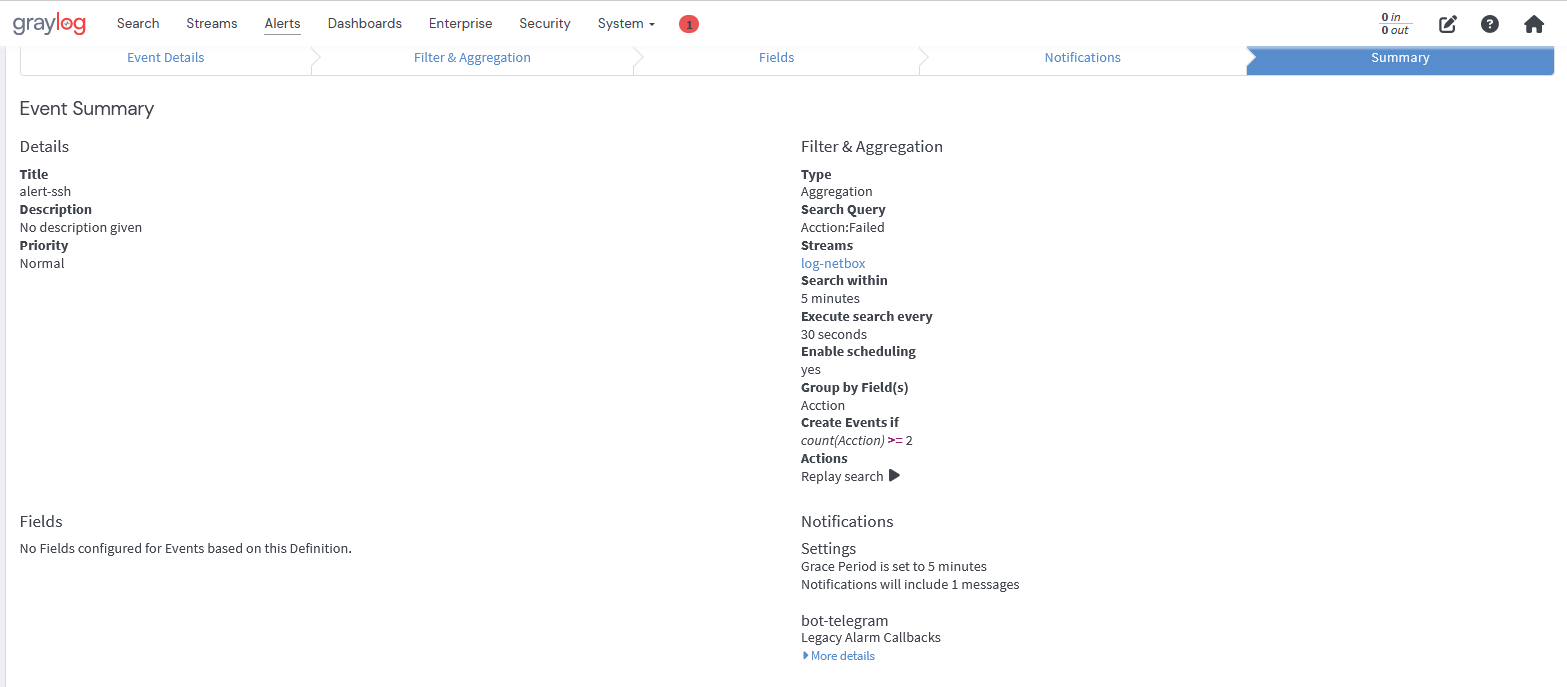 graylog
Search Streams Alerts Dashboards Enterprise Security System 1
0 in
0 out
Event Details Filter & Aggregation Fields Notifications Summary
Event Summary
Details
Title
alert-ssh
Description
No description given
Priority
Normal
Filter & Aggregation
Type
Aggregation
Search Query
Acction:Failed
Streams
log-netbox
Search within
5 minutes
Execute search every
30 seconds
Enable scheduling
yes
Group by Field(s)
Acction
Create Events if
count(Acction) >= 2
Actions
Replay search
Fields
No Fields configured for Events based on this Definition.
Notifications
Settings
Grace Period is set to 5 minutes
Notifications will include 1 messages
bot-telegram
Legacy Alarm Callbacks
More details